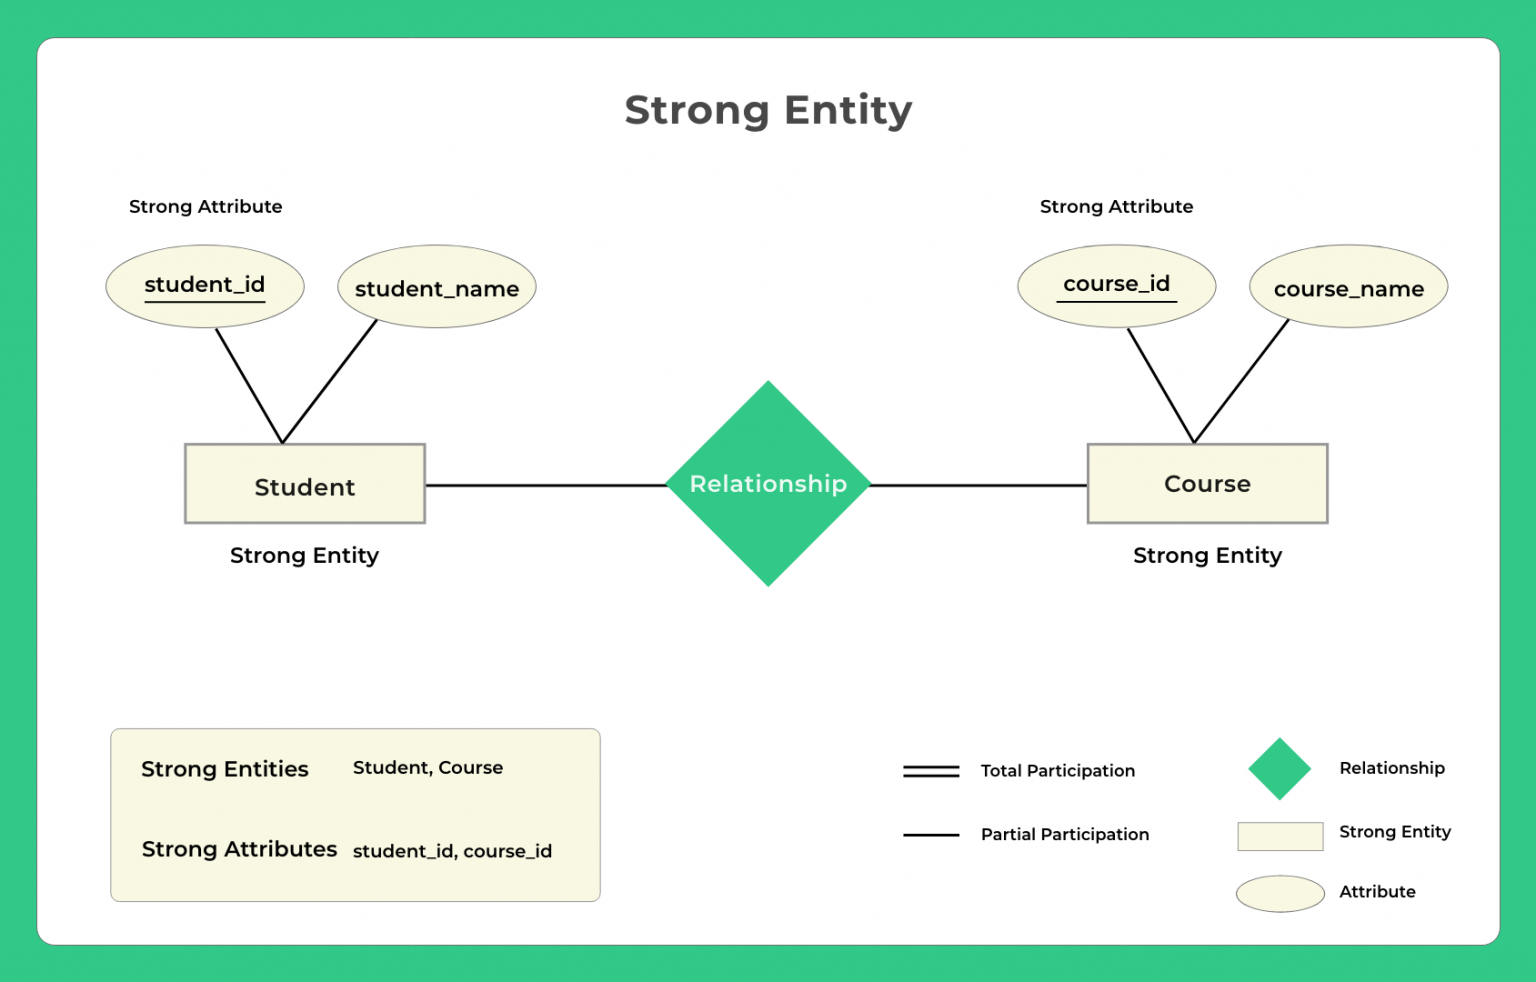 Strong Entity
Strong Attribute
Strong Attribute
student_id
student_name
course_id
course_name
Student
Relationship
Course
Strong Entity
Strong Entity
Strong Entities
Student, Course
Strong Attributes
student_id, course_id
Total Participation
Partial Participation
Relationship
Strong Entity
Attribute